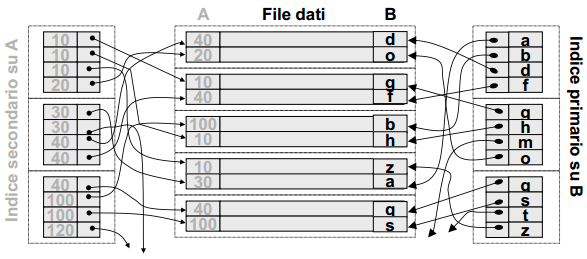 Indice secondario su A
10
10
10
20
30
30
40
40
40
100
100
120
A File dati B
40 d
20 o
10 g
40 f
100 b
10 h
10 z
30 a
40 q
100 s
a
b
d
f
g
h
m
o
q
s
t
z
Indice primario su B